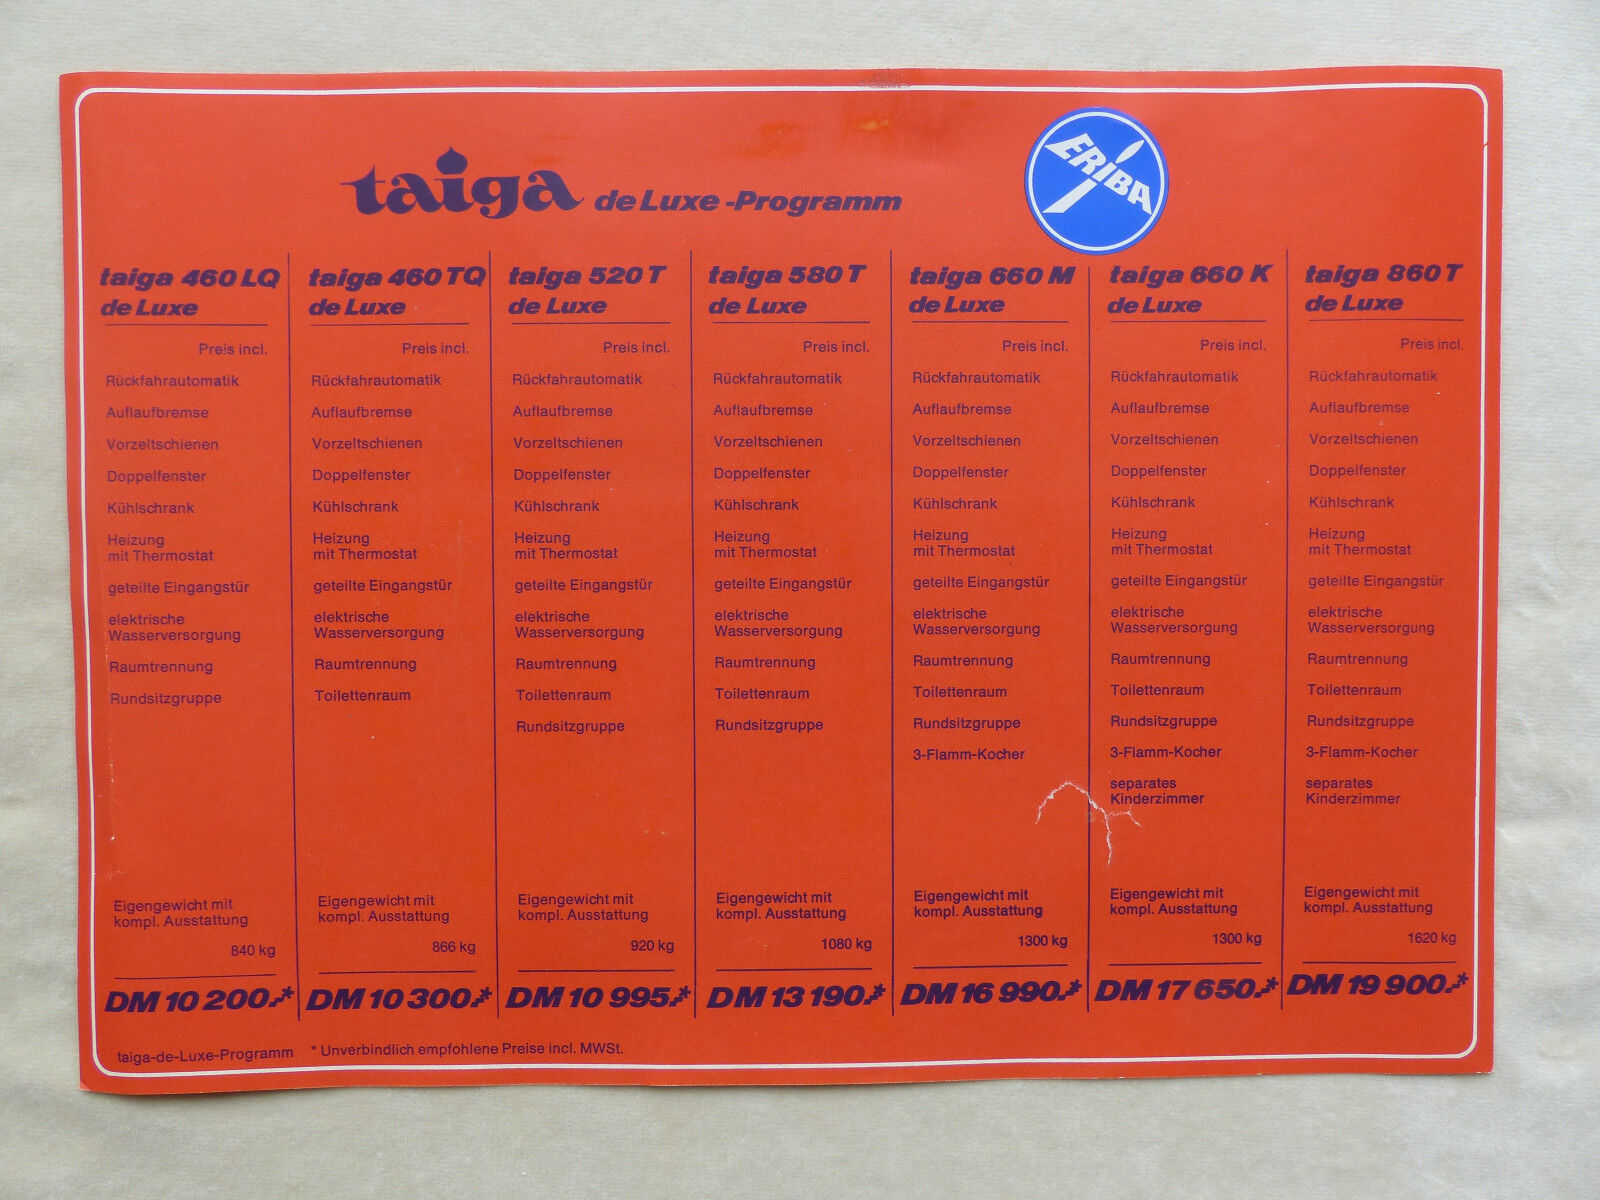 taiga de Luxe-Programm
ERIBA
taiga 460 LQ
de Luxe
Preis incl.
Rückfahrautomatik
Auflaufbremse
Vorzeltschienen
Doppelfenster
Kühlschrank
Heizung
mit Thermostat
geteilte Eingangstür
elektrische
Wasserversorgung
Raumtrennung
Rundsitzgruppe
Eigengewicht mit
kompl. Ausstattung
840 kg
DM 10 200,-*
taiga 460 TQ
de Luxe
Preis incl.
Rückfahrautomatik
Auflaufbremse
Vorzeltschienen
Doppelfenster
Kühlschrank
Heizung
mit Thermostat
geteilte Eingangstür
elektrische
Wasserversorgung
Raumtrennung
Toilettenraum
Eigengewicht mit
kompl. Ausstattung
866 kg
DM 10 300,-*
taiga 520 T
de Luxe
Preis incl.
Rückfahrautomatik
Auflaufbremse
Vorzeltschienen
Doppelfenster
Kühlschrank
Heizung
mit Thermostat
geteilte Eingangstür
elektrische
Wasserversorgung
Raumtrennung
Toilettenraum
Rundsitzgruppe
Eigengewicht mit
kompl. Ausstattung
920 kg
DM 10 995,-*
taiga 580 T
de Luxe
Preis incl.
Rückfahrautomatik
Auflaufbremse
Vorzeltschienen
Doppelfenster
Kühlschrank
Heizung
mit Thermostat
geteilte Eingangstür
elektrische
Wasserversorgung
Raumtrennung
Toilettenraum
Rundsitzgruppe
Eigengewicht mit
kompl. Ausstattung
1080 kg
DM 13 190,-*
taiga 660 M
de Luxe
Preis incl.
Rückfahrautomatik
Auflaufbremse
Vorzeltschienen
Doppelfenster
Kühlschrank
Heizung
mit Thermostat
geteilte Eingangstür
elektrische
Wasserversorgung
Raumtrennung
Toilettenraum
Rundsitzgruppe
3-Flamm-Kocher
Eigengewicht mit
kompl. Ausstattung
1300 kg
DM 16 990,-*
taiga 660 K
de Luxe
Preis incl.
Rückfahrautomatik
Auflaufbremse
Vorzeltschienen
Doppelfenster
Kühlschrank
Heizung
mit Thermostat
geteilte Eingangstür
elektrische
Wasserversorgung
Raumtrennung
Toilettenraum
Rundsitzgruppe
3-Flamm-Kocher
separates
Kinderzimmer
Eigengewicht mit
kompl. Ausstattung
1300 kg
DM 17 650,-*
taiga 860 T
de Luxe
Preis incl.
Rückfahrautomatik
Auflaufbremse
Vorzeltschienen
Doppelfenster
Kühlschrank
Heizung
mit Thermostat
geteilte Eingangstür
elektrische
Wasserversorgung
Raumtrennung
Toilettenraum
Rundsitzgruppe
3-Flamm-Kocher
separates
Kinderzimmer
Eigengewicht mit
kompl. Ausstattung
1620 kg
DM 19 900,-*
taiga-de-Luxe-Programm * Unverbindlich empfohlene Preise incl. MWSt.